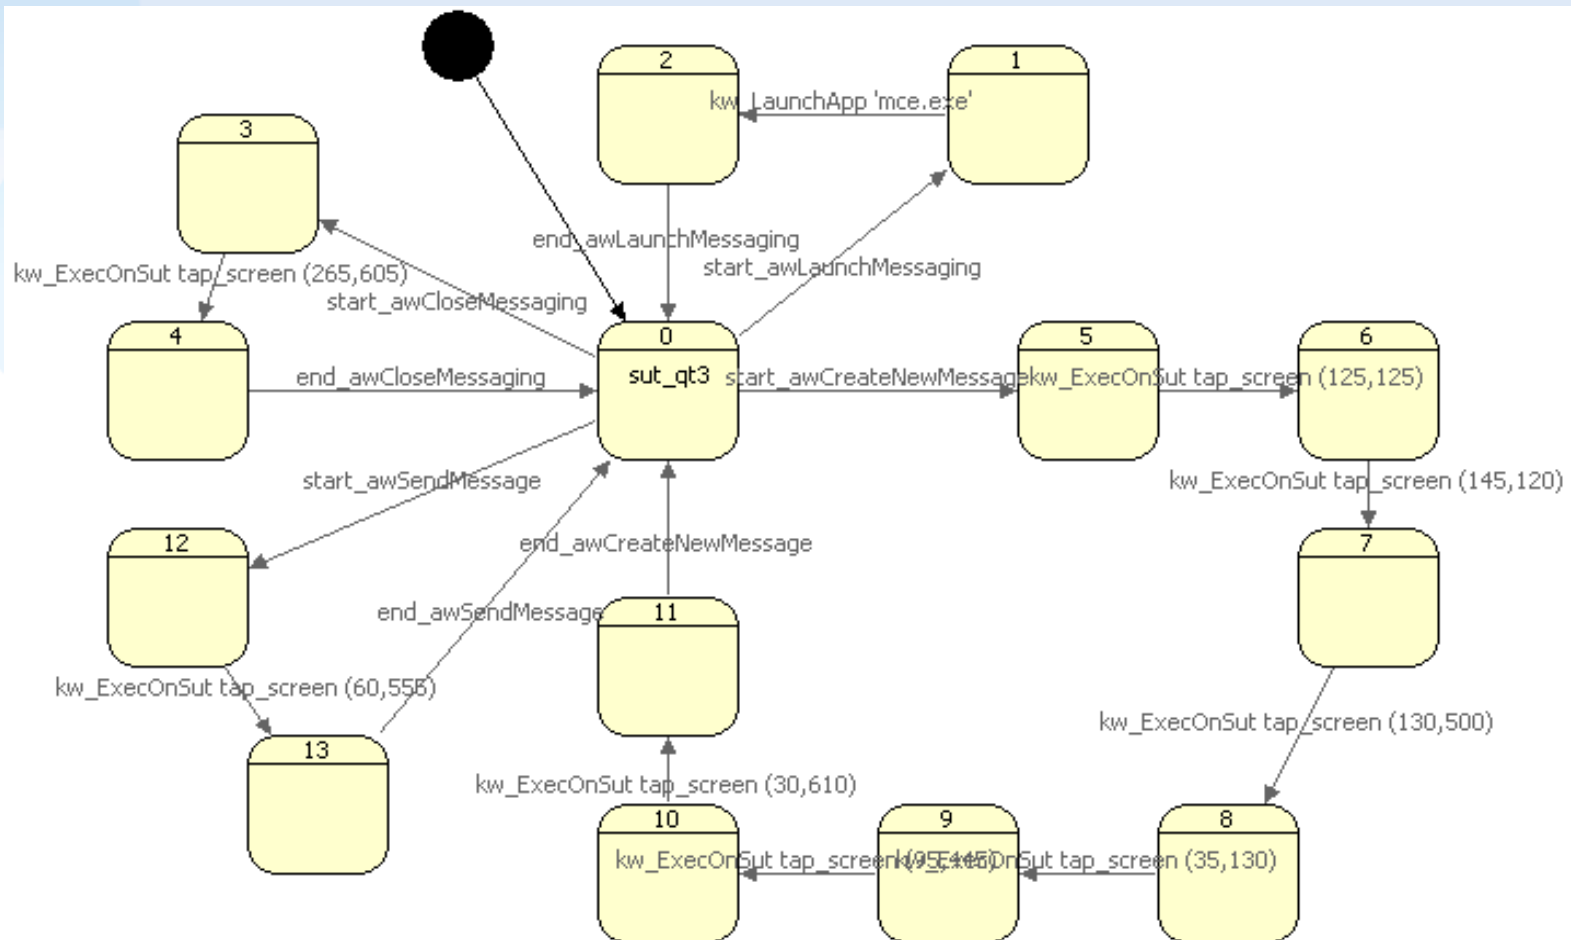 2
1
kw_LaunchApp 'mce.exe'
3
end_awLaunchMessaging
start_awLaunchMessaging
kw_ExecOnSut tap_screen (265,605)
start_awCloseMessaging
4
0
5
6
sut_qt3
end_awCloseMessaging
start_awCreateNewMessage
kw_ExecOnSut tap_screen (125,125)
start_awSendMessage
kw_ExecOnSut tap_screen (145,120)
12
end_awCreateNewMessage
7
end_awSendMessage
11
kw_ExecOnSut tap_screen (60,555)
kw_ExecOnSut tap_screen (130,500)
13
kw_ExecOnSut tap_screen (30,610)
10
9
8
kw_ExecOnSut tap_screen
kw_ExecOnSut tap_screen (35,130)